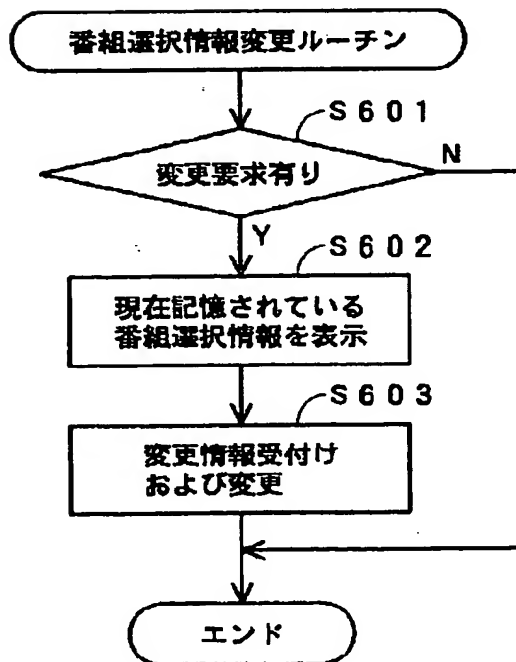 番組選択情報変更ルーチン
S601
変更要求有り
N
Y
S602
現在記憶されている
番組選択情報を表示
S603
変更情報受付け
および変更
エンド